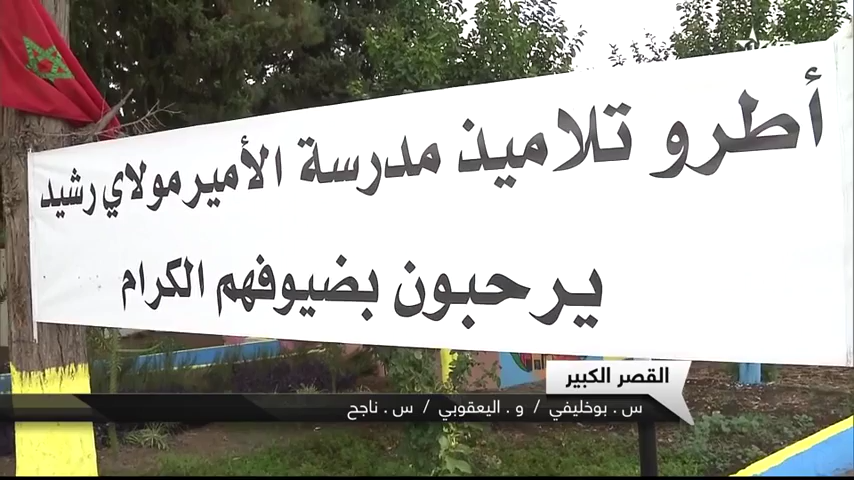 أطرو تلاميذ مدرسة الأمير مولاي رشيد
يرحبون بضيوفهم الكرام
القصر الكبير
س . بوخليفي / و . اليعقوبي / س . ناجح